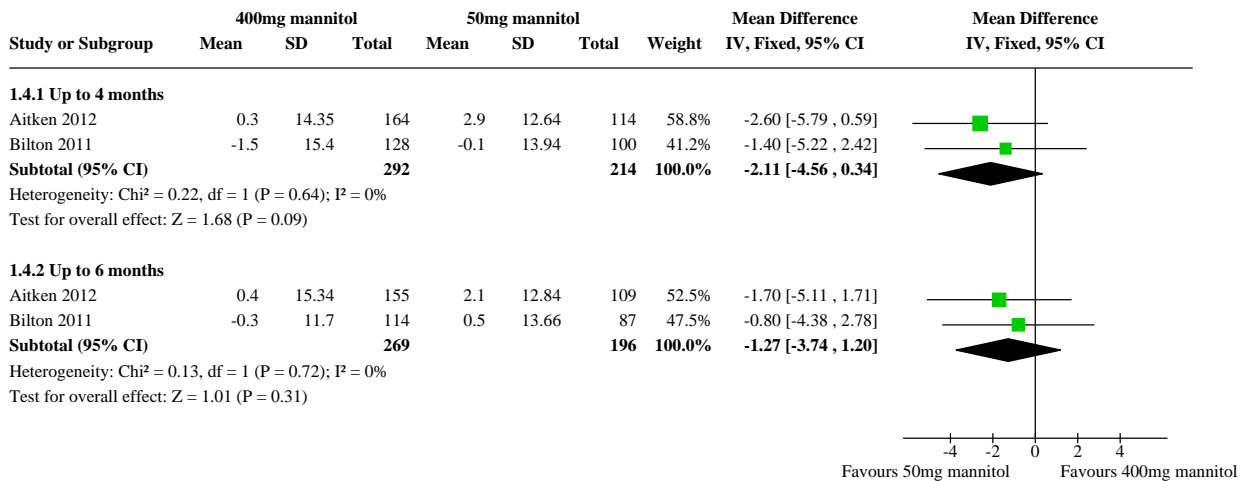 400mg mannitol 50mg mannitol Mean Difference Mean Difference
Study or Subgroup Mean SD Total Mean SD Total Weight IV, Fixed, 95% CI IV, Fixed, 95% CI
1.4.1 Up to 4 months
Aitken 2012 0.3 14.35 164 2.9 12.64 114 58.8% -2.60 [-5.79 , 0.59]
Bilton 2011 -1.5 15.4 128 -0.1 13.94 100 41.2% -1.40 [-5.22 , 2.42]
Subtotal (95% CI) 292 214 100.0% -2.11 [-4.56 , 0.34]
Heterogeneity: Chi² = 0.22, df = 1 (P = 0.64); I² = 0%
Test for overall effect: Z = 1.68 (P = 0.09)
1.4.2 Up to 6 months
Aitken 2012 0.4 15.34 155 2.1 12.84 109 52.5% -1.70 [-5.11 , 1.71]
Bilton 2011 -0.3 11.7 114 0.5 13.66 87 47.5% -0.80 [-4.38 , 2.78]
Subtotal (95% CI) 269 196 100.0% -1.27 [-3.74 , 1.20]
Heterogeneity: Chi² = 0.13, df = 1 (P = 0.72); I² = 0%
Test for overall effect: Z = 1.01 (P = 0.31)
-4 -2 0 2 4
Favours 50mg mannitol Favours 400mg mannitol